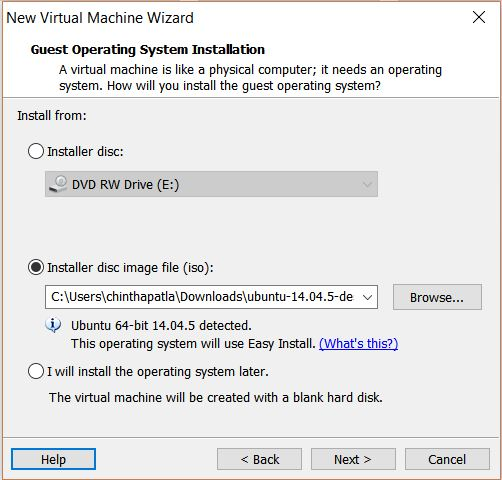 New Virtual Machine Wizard
Guest Operating System Installation
A virtual machine is like a physical computer; it needs an operating
system. How will you install the guest operating system?
Install from:
Installer disc:
DVD RW Drive (E:)
Installer disc image file (iso):
C:\Users\chinthapatla\Downloads\ubuntu-14.04.5-de
Browse...
Ubuntu 64-bit 14.04.5 detected.
This operating system will use Easy Install. (What's this?)
I will install the operating system later.
The virtual machine will be created with a blank hard disk.
Help
< Back
Next >
Cancel